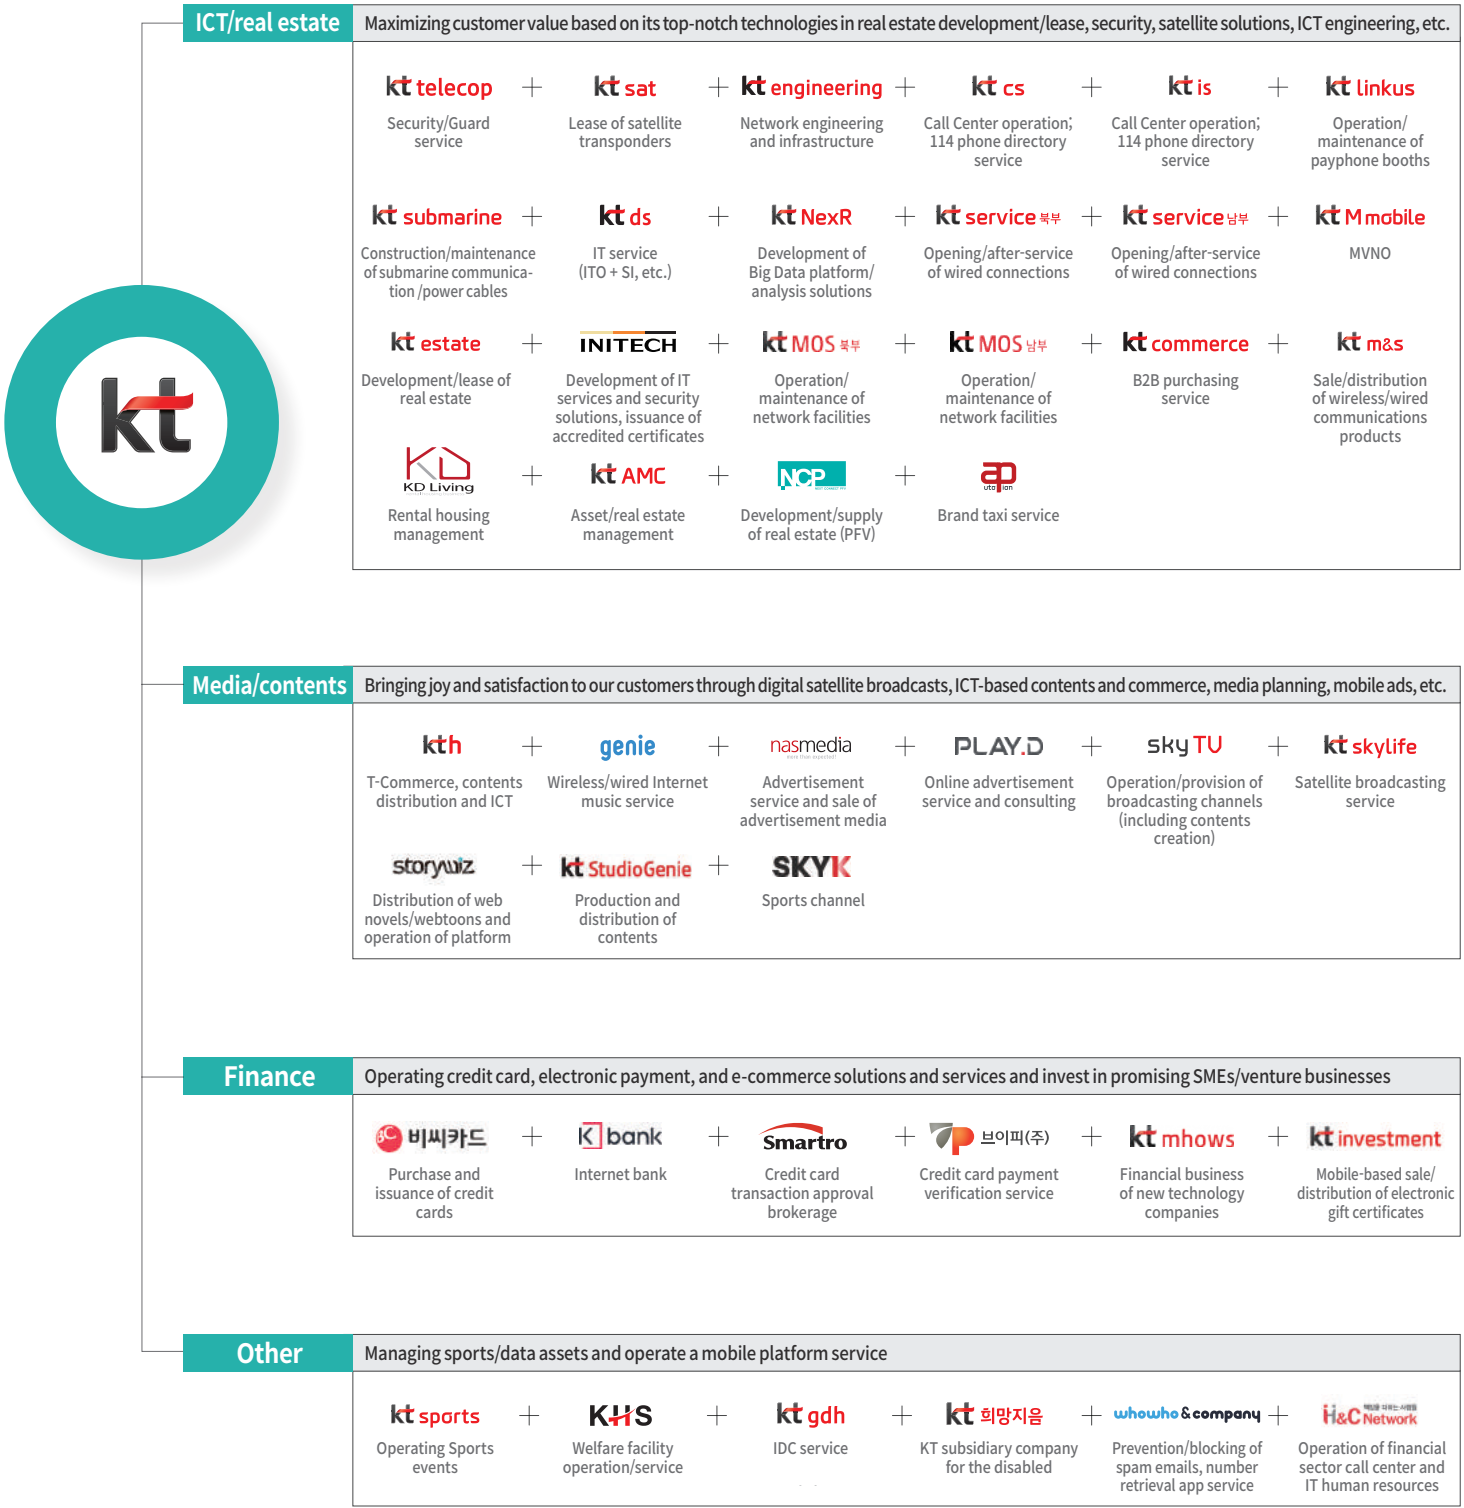 ICT/real estate
Maximizing customer value based on its top-notch technologies in real estate development/lease, security, satellite solutions, ICT engineering, etc.
kt telecop + kt sat + kt engineering + kt cs + kt is + kt linkus
Security/Guard
service
Lease of satellite
transponders
Network engineering
and infrastructure
Call Center operation;
114 phone directory
service
Call Center operation;
114 phone directory
service
Operation/
maintenance of
payphone booths
kt submarine + kt ds + kt NexR + kt service 북부 + kt service 남부 + kt M mobile
Construction/maintenance
of submarine communica-
tion /power cables
IT service
(ITO + SI, etc.)
Development of
Big Data platform/
analysis solutions
Opening/after-service
of wired connections
Opening/after-service
of wired connections
MVNO
kt
kt estate + INITECH + kt MOS 북부 + kt MOS 남부 + kt commerce + kt m&s
Development/lease of
real estate
Development of IT
services and security
solutions, issuance of
accredited certificates
Operation/
maintenance of
network facilities
Operation/
maintenance of
network facilities
B2B purchasing
service
Sale/distribution
of wireless/wired
communications
products
KD Living + kt AMC + NCP + autopian
Rental housing
management
Asset/real estate
management
Development/supply
of real estate (PFV)
Brand taxi service
Media/contents
Bringing joy and satisfaction to our customers through digital satellite broadcasts, ICT-based contents and commerce, media planning, mobile ads, etc.
kth + genie + nasmedia + PLAY.D + sky TV + kt skylife
T-Commerce, contents
distribution and ICT
Wireless/wired Internet
music service
Advertisement
service and sale of
advertisement media
Online advertisement
service and consulting
Operation/provision of
broadcasting channels
(including contents
creation)
Satellite broadcasting
service
storywiz + kt StudioGenie + SKYK
Distribution of web
novels/webtoons and
operation of platform
Production and
distribution of
contents
Sports channel
Finance
Operating credit card, electronic payment, and e-commerce solutions and services and invest in promising SMEs/venture businesses
BC 비씨카드 + K bank + Smartro + VP 브이피(주) + kt mhows + kt investment
Purchase and
issuance of credit
cards
Internet bank
Credit card
transaction approval
brokerage
Credit card payment
verification service
Financial business
of new technology
companies
Mobile-based sale/
distribution of electronic
gift certificates
Other
Managing sports/data assets and operate a mobile platform service
kt sports + KHS + kt gdh + kt 희망지음 + whowho & company + H&C Network
Operating Sports
events
Welfare facility
operation/service
IDC service
KT subsidiary company
for the disabled
Prevention/blocking of
spam emails, number
retrieval app service
Operation of financial
sector call center and
IT human resources